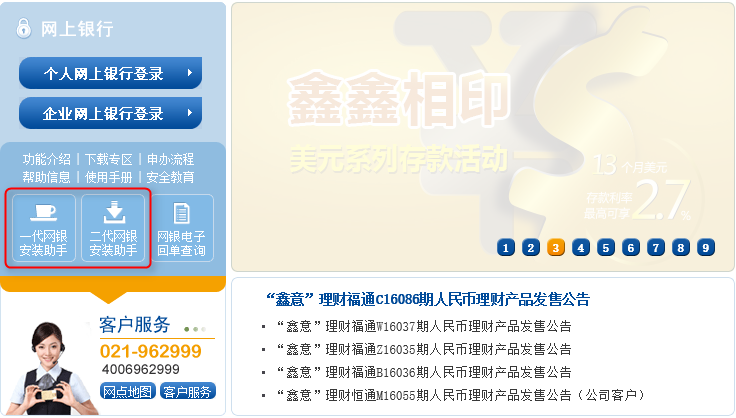 网上银行
个人网上银行登录
企业网上银行登录
功能介绍 | 下载专区 | 申办流程
帮助信息 | 使用手册 | 安全教育
一代网银
安装助手
二代网银
安装助手
网银电子
回单查询
客户服务
021-962999
4006962999
网点地图 客户服务
鑫鑫相印
美元系列存款活动
13个月美元
存款利率
最高可享2.7%
1 2 3 4 5 6 7 8 9
“鑫意”理财福通C16086期人民币理财产品发售公告
· “鑫意”理财福通W16037期人民币理财产品发售公告
· “鑫意”理财福通Z16035期人民币理财产品发售公告
· “鑫意”理财福通B16036期人民币理财产品发售公告
· “鑫意”理财恒通M16055期人民币理财产品发售公告（公司客户）